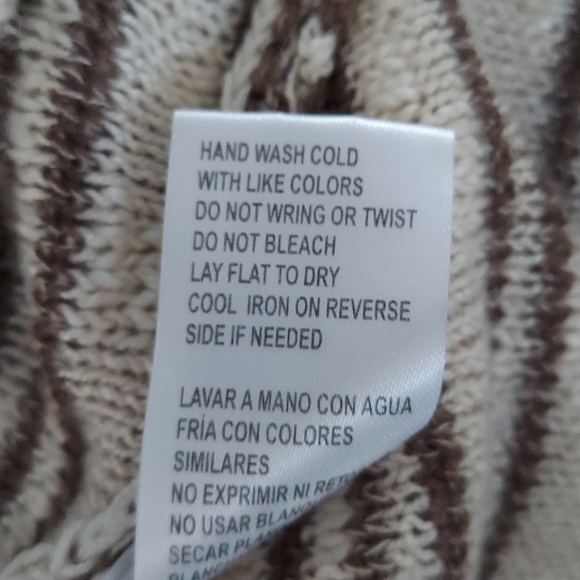 HAND WASH COLD
WITH LIKE COLORS
DO NOT WRING OR TWIST
DO NOT BLEACH
LAY FLAT TO DRY
COOL IRON ON REVERSE
SIDE IF NEEDED
LAVAR A MANO CON AGUA
FRÍA CON COLORES
SIMILARES
NO EXPRIMIR NI
NO USAR
SECAR